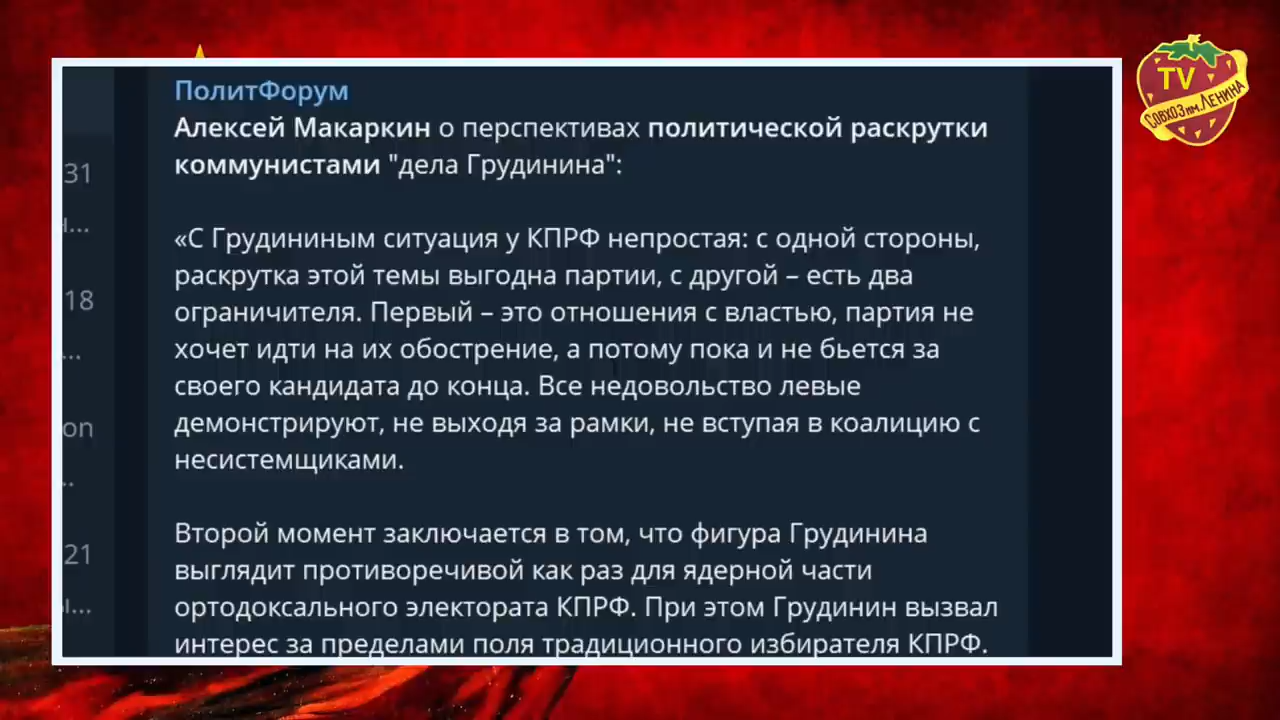 ПолитФорум
Алексей Макаркин о перспективах политической раскрутки
коммунистами "дела Грудинина":
«С Грудининым ситуация у КПРФ непростая: с одной стороны,
раскрутка этой темы выгодна партии, с другой – есть два
ограничителя. Первый – это отношения с властью, партия не
хочет идти на их обострение, а потому пока и не бьется за
своего кандидата до конца. Все недовольство левые
демонстрируют, не выходя за рамки, не вступая в коалицию с
несистемщиками.
Второй момент заключается в том, что фигура Грудинина
выглядит противоречивой как раз для ядерной части
ортодоксального электората КПРФ. При этом Грудинин вызвал
интерес за пределами поля традиционного избирателя КПРФ.
31
18
...
on
..
21
TV
СОВХОЗ им. ЛЕНИНА